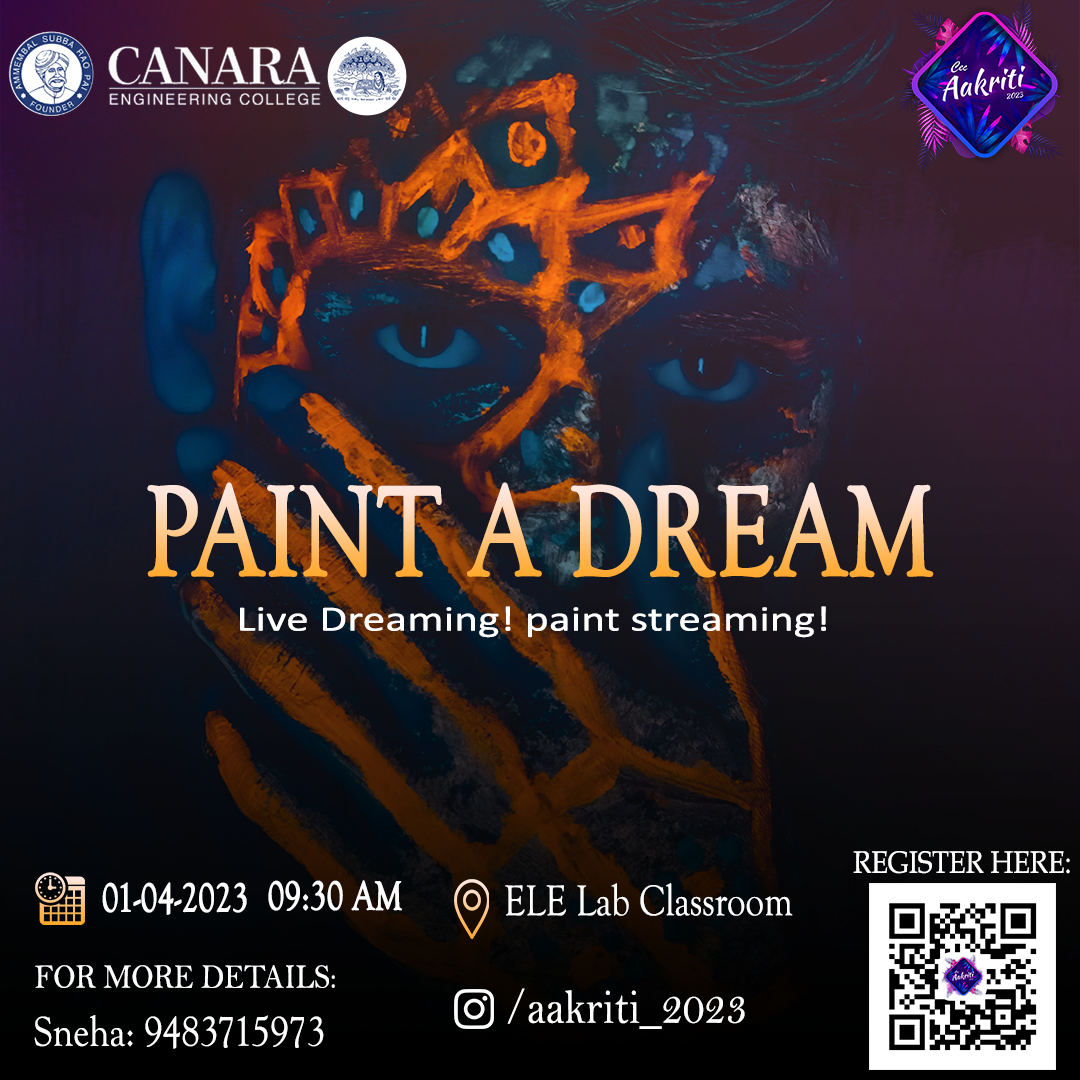 AMMEMBAL SUBBA RAO PAI
FOUNDER
CANARA
ENGINEERING COLLEGE
Cec
Aakriti
2023
PAINT A DREAM
Live Dreaming! paint streaming!
REGISTER HERE:
01-04-2023 09:30 AM
ELE Lab Classroom
FOR MORE DETAILS:
Sneha: 9483715973
/aakriti_2023
Aakriti